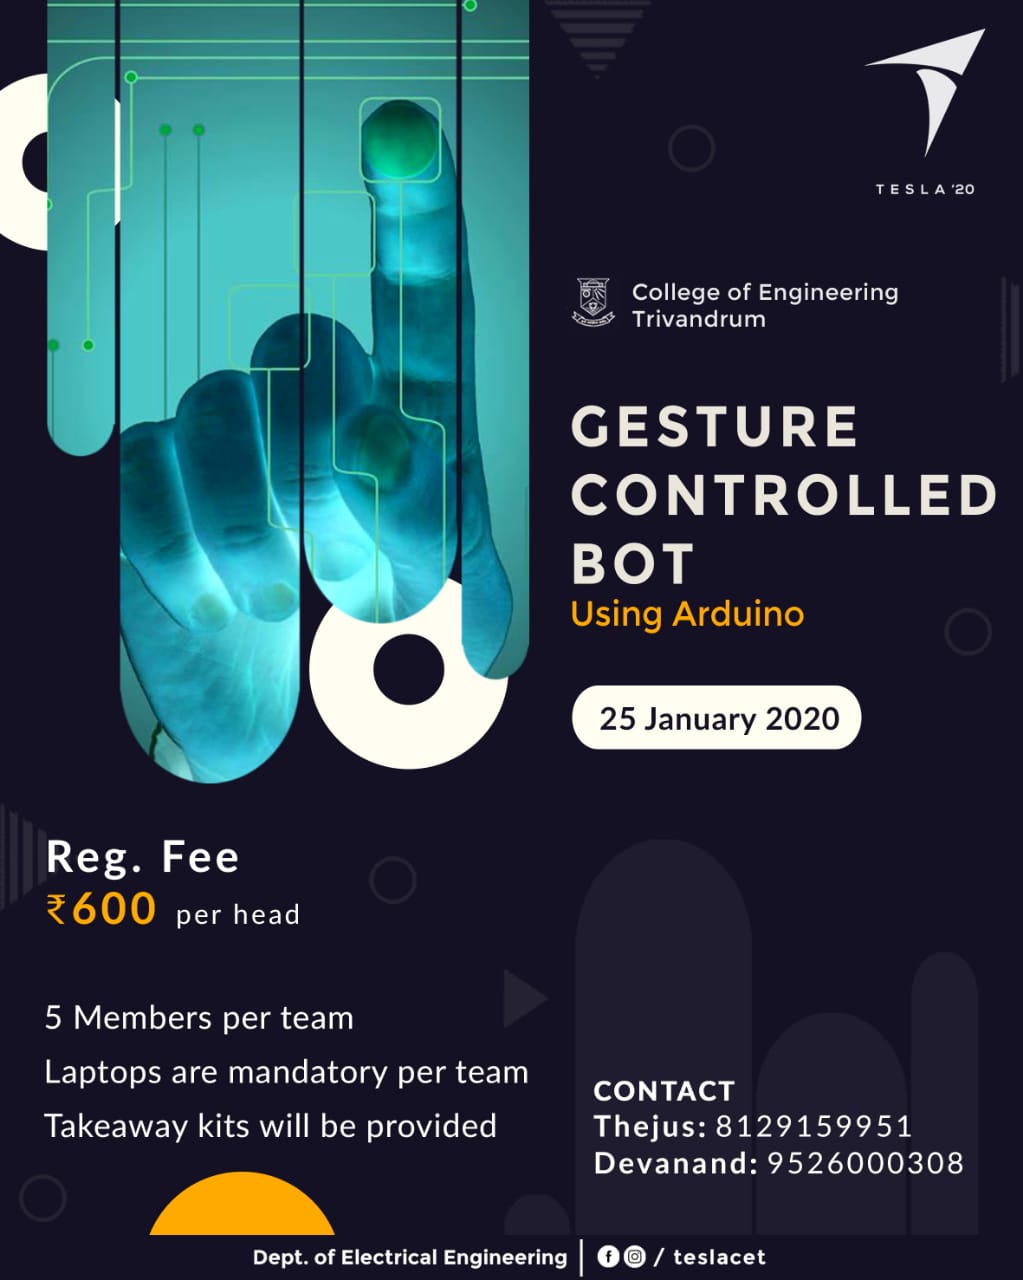 TESLA '20
College of Engineering
Trivandrum
GESTURE
CONTROLLED
BOT
Using Arduino
25 January 2020
Reg. Fee
₹600 per head
5 Members per team
Laptops are mandatory per team
Takeaway kits will be provided
CONTACT
Thejus: 8129159951
Devanand: 9526000308
Dept. of Electrical Engineering | / teslacet